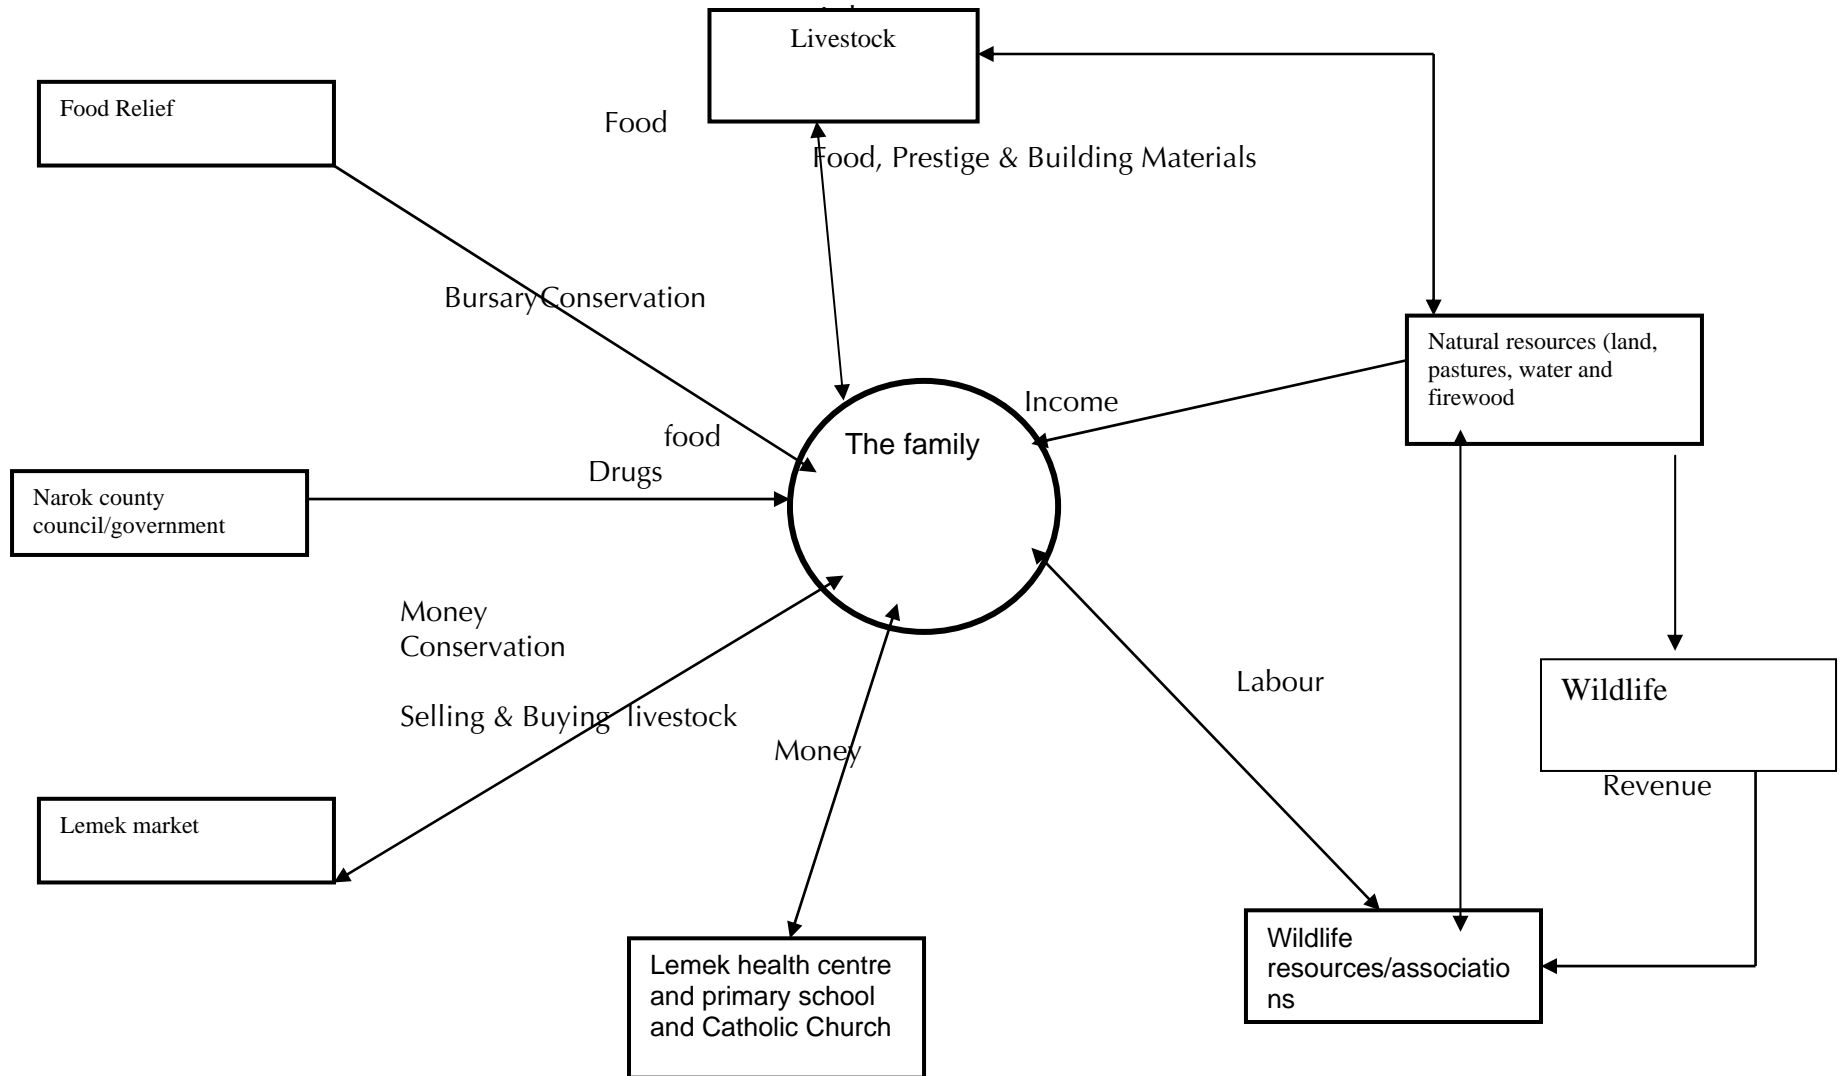 Livestock
Food Relief
Food
Food, Prestige & Building Materials
Bursary Conservation
Natural resources (land,
pastures, water and
firewood
Income
The family
food
Drugs
Narok county
council/government
Money
Conservation
Selling & Buying livestock
Labour
Wildlife
Money
Revenue
Lemek market
Lemek health centre
and primary school
and Catholic Church
Wildlife
resources/associatio
ns